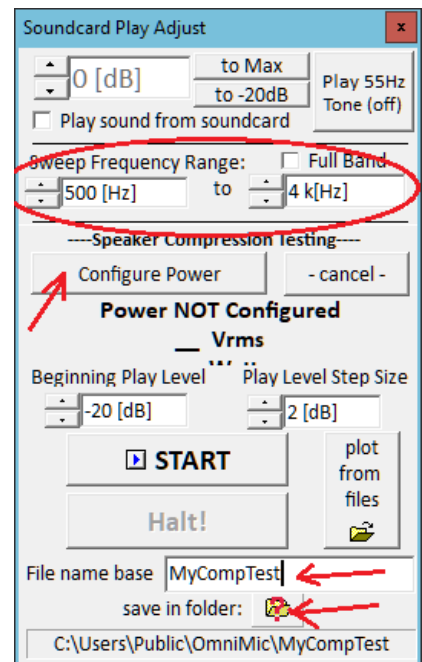 Soundcard Play Adjust x
0 [dB] to Max
to -20dB
Play 55Hz
Tone (off)
Play sound from soundcard
Sweep Frequency Range: Full Band
500 [Hz] to 4 k[Hz]
----Speaker Compression Testing----
Configure Power - cancel -
Power NOT Configured
__ Vrms
Beginning Play Level Play Level Step Size
-20 [dB] 2 [dB]
START
plot
from
files
Halt!
File name base MyCompTest
save in folder:
C:\Users\Public\OmniMic\MyCompTest